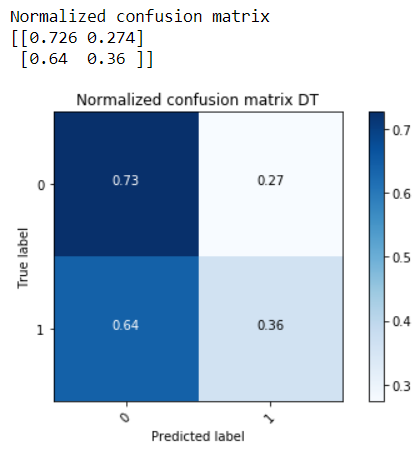 Normalized confusion matrix
[[0.726 0.274]
 [0.64  0.36 ]]
Normalized confusion matrix DT
0
0.73
0.27
0.7
0.6
0.5
0.4
0.3
True label
1
0.64
0.36
0
1
Predicted label